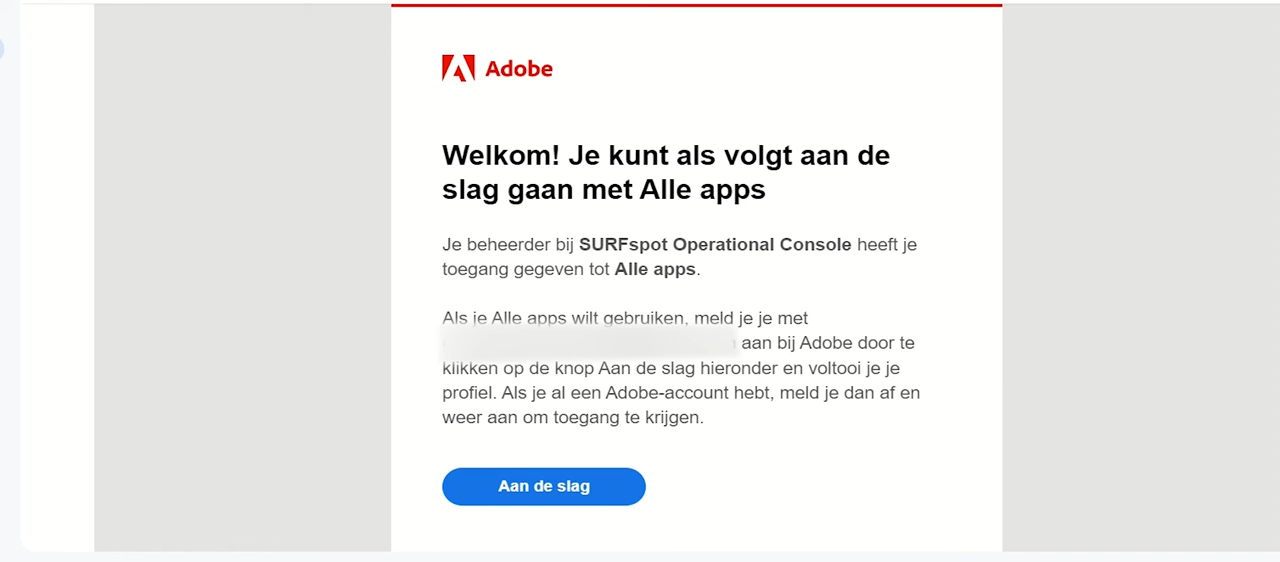 Adobe
Welkom! Je kunt als volgt aan de
slag gaan met Alle apps
Je beheerder bij SURFspot Operational Console heeft je
toegang gegeven tot Alle apps.
Als je Alle apps wilt gebruiken, meld je je met
aan bij Adobe door te
klikken op de knop Aan de slag hieronder en voltooi je je
profiel. Als je al een Adobe-account hebt, meld je dan af en
weer aan om toegang te krijgen.
Aan de slag